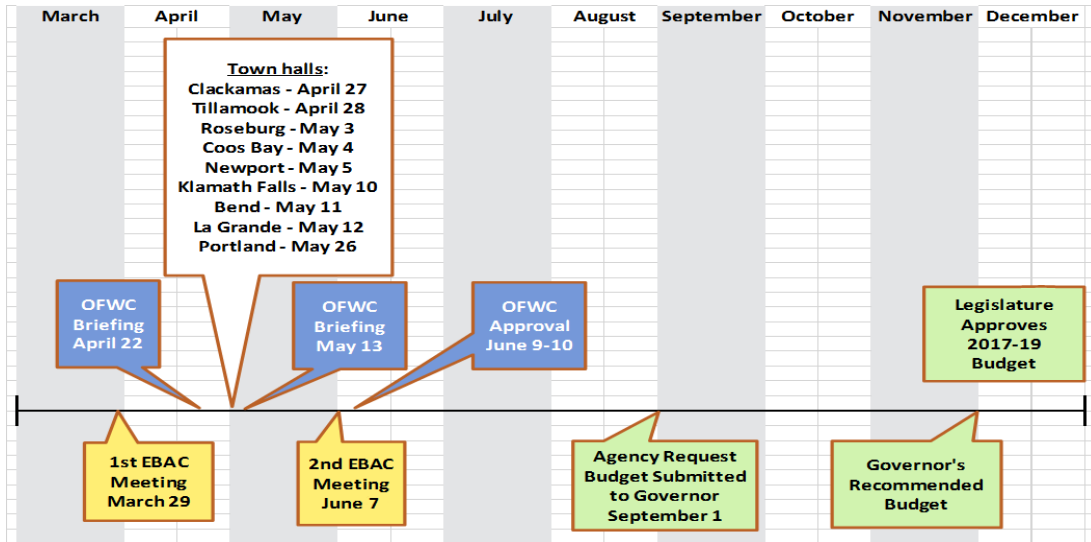 March April May June July August September October November December
Town halls:
Clackamas - April 27
Tillamook - April 28
Roseburg - May 3
Coos Bay - May 4
Newport - May 5
Klamath Falls - May 10
Bend - May 11
La Grande - May 12
Portland - May 26
OFWC
Briefing
April 22
OFWC
Briefing
May 13
OFWC
Approval
June 9-10
Legislature
Approves
2017-19
Budget
1st EBAC
Meeting
March 29
2nd EBAC
Meeting
June 7
Agency Request
Budget Submitted
to Governor
September 1
Governor's
Recommended
Budget